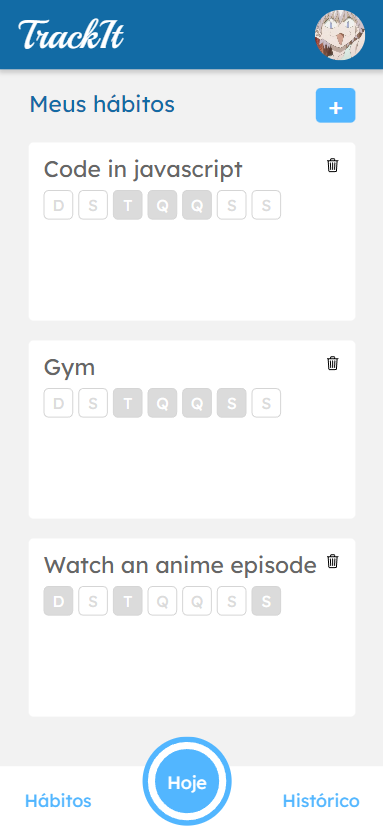 TrackIt
Meus hábitos +
Code in javascript
D S T Q Q S S
Gym
D S T Q Q S S
Watch an anime episode
D S T Q Q S S
Hábitos Hoje Histórico